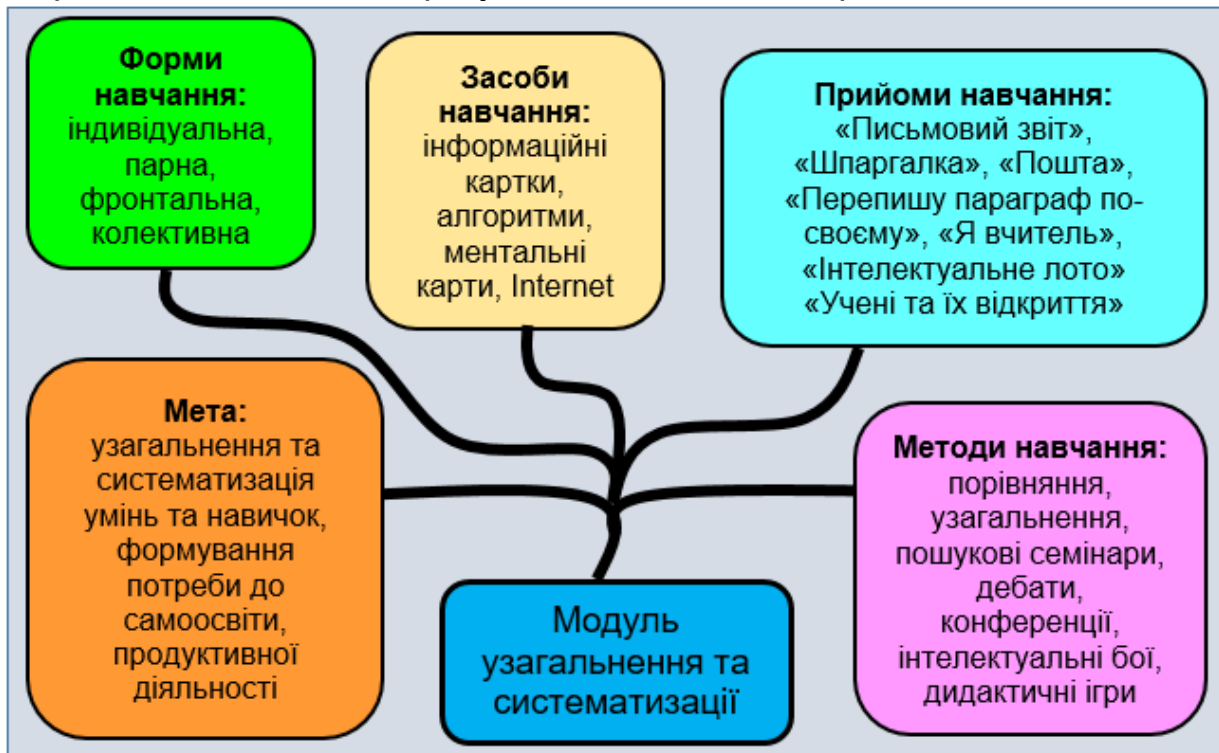 Форми
навчання:
індивідуальна,
парна,
фронтальна,
колективна
Засоби
навчання:
інформаційні
картки,
алгоритми,
ментальні
карти, Internet
Прийоми навчання:
«Письмовий звіт»,
«Шпаргалка», «Пошта»,
«Перепишу параграф по-
своєму», «Я вчитель»,
«Інтелектуальне лото»
«Учені та їх відкриття»
Мета:
узагальнення та
систематизація
умінь та навичок,
формування
потреби до
самоосвіти,
продуктивної
діяльності
Модуль
узагальнення та
систематизації
Методи навчання:
порівняння,
узагальнення,
пошукові семінари,
дебати,
конференції,
інтелектуальні бої,
дидактичні ігри